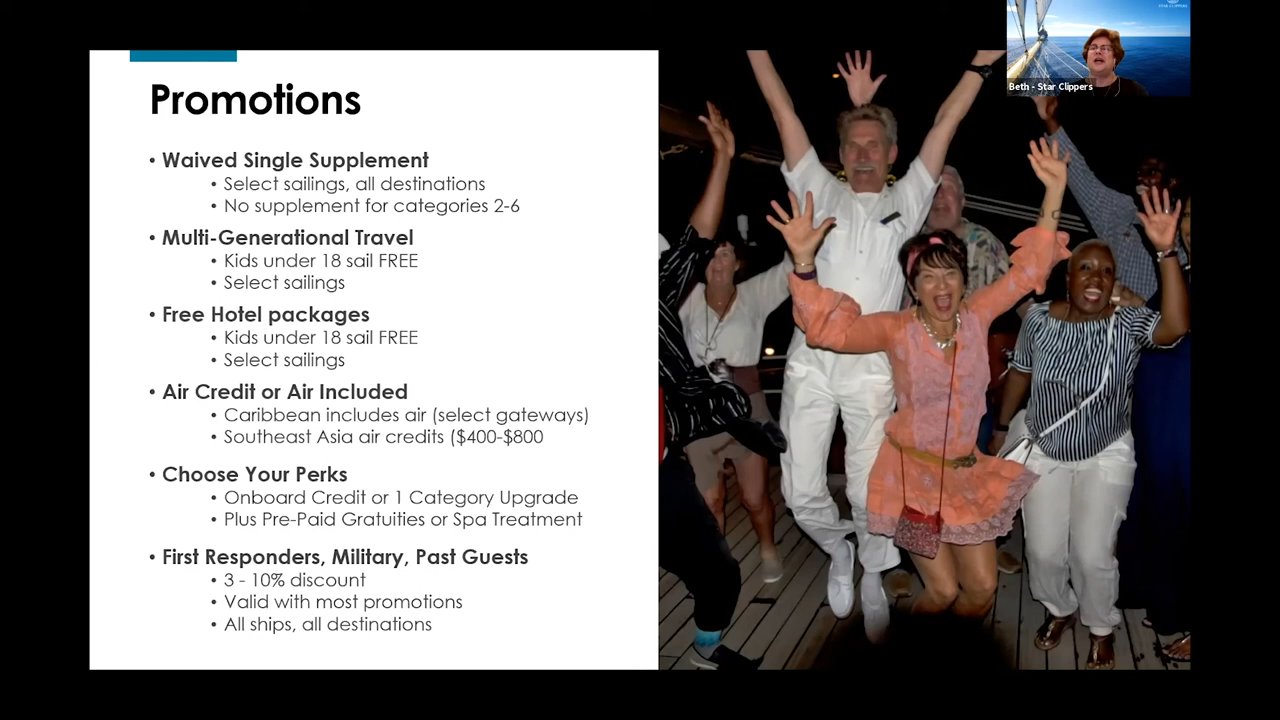 Promotions
• Waived Single Supplement
• Select sailings, all destinations
• No supplement for categories 2-6
• Multi-Generational Travel
• Kids under 18 sail FREE
• Select sailings
• Free Hotel packages
• Kids under 18 sail FREE
• Select sailings
• Air Credit or Air Included
• Caribbean includes air (select gateways)
• Southeast Asia air credits ($400-$800
• Choose Your Perks
• Onboard Credit or 1 Category Upgrade
• Plus Pre-Paid Gratuities or Spa Treatment
• First Responders, Military, Past Guests
• 3 - 10% discount
• Valid with most promotions
• All ships, all destinations
STAR CLIPPERS
Beth - Star Clippers